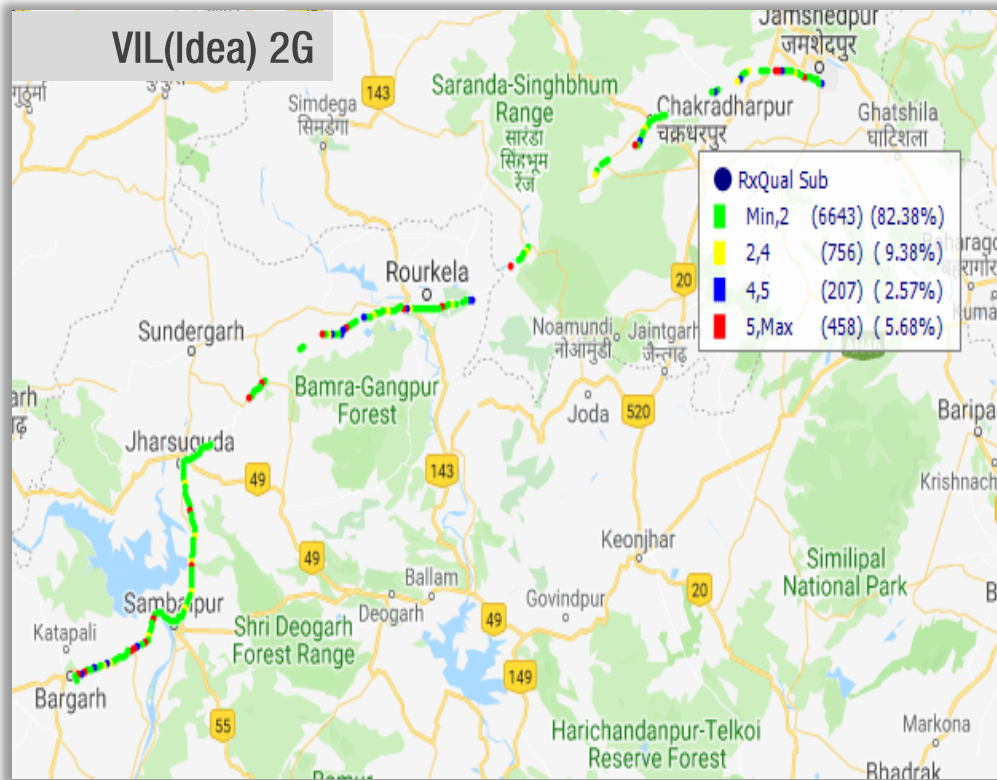 VIL(Idea) 2G
Jamshedpur
जमशेदपुर
143
Saranda-Singhbhum
Range
सारंडा
सिंहभूम
रेंज
Simdega
सिमडेगा
Chakradharpur
चक्रधरपुर
Ghatshila
घाटिशला
RxQual Sub
Min,2 (6643) (82.38%)
2,4 (756) ( 9.38%)
4,5 (207) ( 2.57%)
5,Max (458) ( 5.68%)
Rourkela
20
Sundergarh
Noamundi
नोआमुंडी
Jaintgarh
जैन्तगढ़
Bamra-Gangpur
Forest
Joda
520
Baripa
Jharsuguda
49
143
Krishnach
Keonjhar
49
Similipal
National Park
Ballam
Deogarh
Govindpur
20
Sambalpur
49
Katapali
Shri Deogarh
Forest Range
149
Bargarh
55
Harichandanpur-Telkoi
Reserve Forest
Markona
Bhadrak